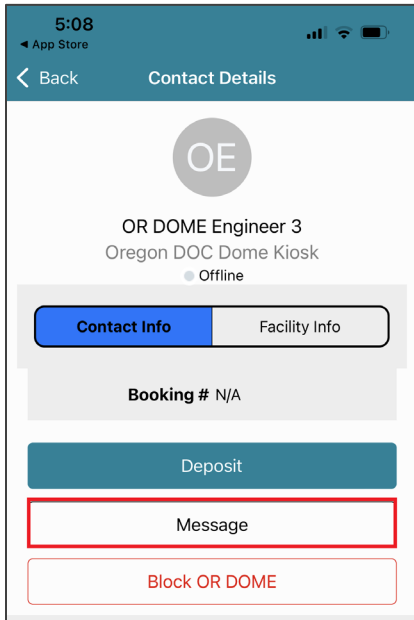 5:08
◀ App Store
Back Contact Details
OE
OR DOME Engineer 3
Oregon DOC Dome Kiosk
Offline
Contact Info Facility Info
Booking # N/A
Deposit
Message
Block OR DOME